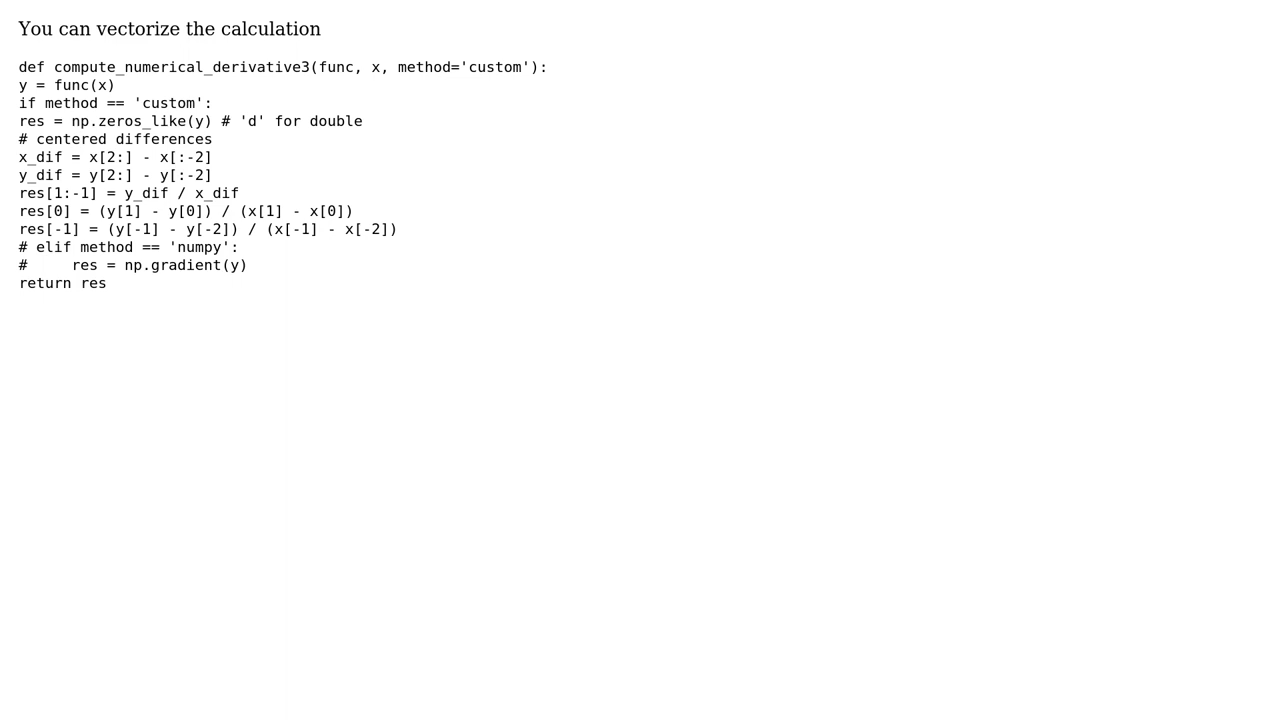 You can vectorize the calculation
def compute_numerical_derivative3(func, x, method='custom'):
y = func(x)
if method == 'custom':
res = np.zeros_like(y) # 'd' for double
# centered differences
x_dif = x[2:] - x[:-2]
y_dif = y[2:] - y[:-2]
res[1:-1] = y_dif / x_dif
res[0] = (y[1] - y[0]) / (x[1] - x[0])
res[-1] = (y[-1] - y[-2]) / (x[-1] - x[-2])
# elif method == 'numpy':
#     res = np.gradient(y)
return res